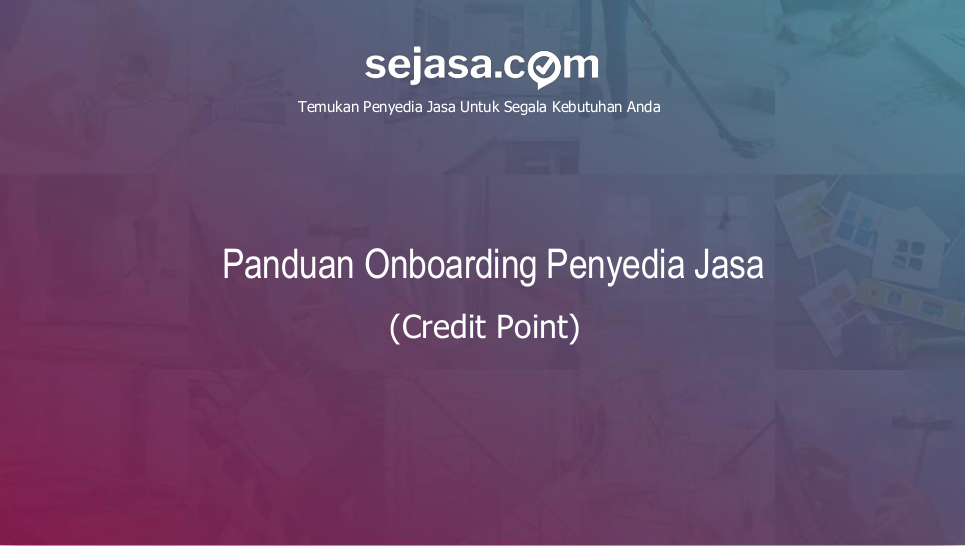 sejasa.com
Temukan Penyedia Jasa Untuk Segala Kebutuhan Anda
Panduan Onboarding Penyedia Jasa
(Credit Point)